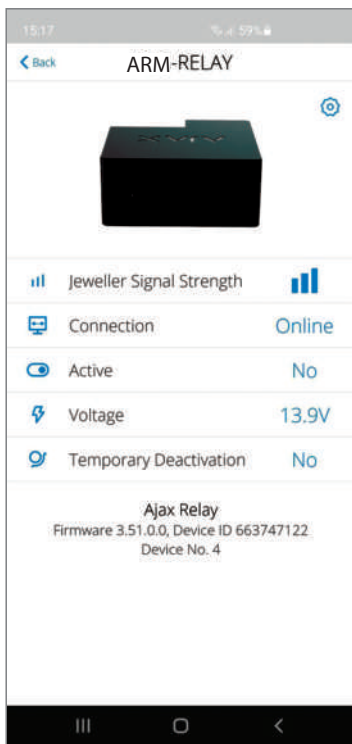 15:17
59%
Back
ARM-RELAY
AJAX
Jeweller Signal Strength
Connection Online
Active No
Voltage 13.9V
Temporary Deactivation No
Ajax Relay
Firmware 3.51.0.0, Device ID 663747122
Device No. 4